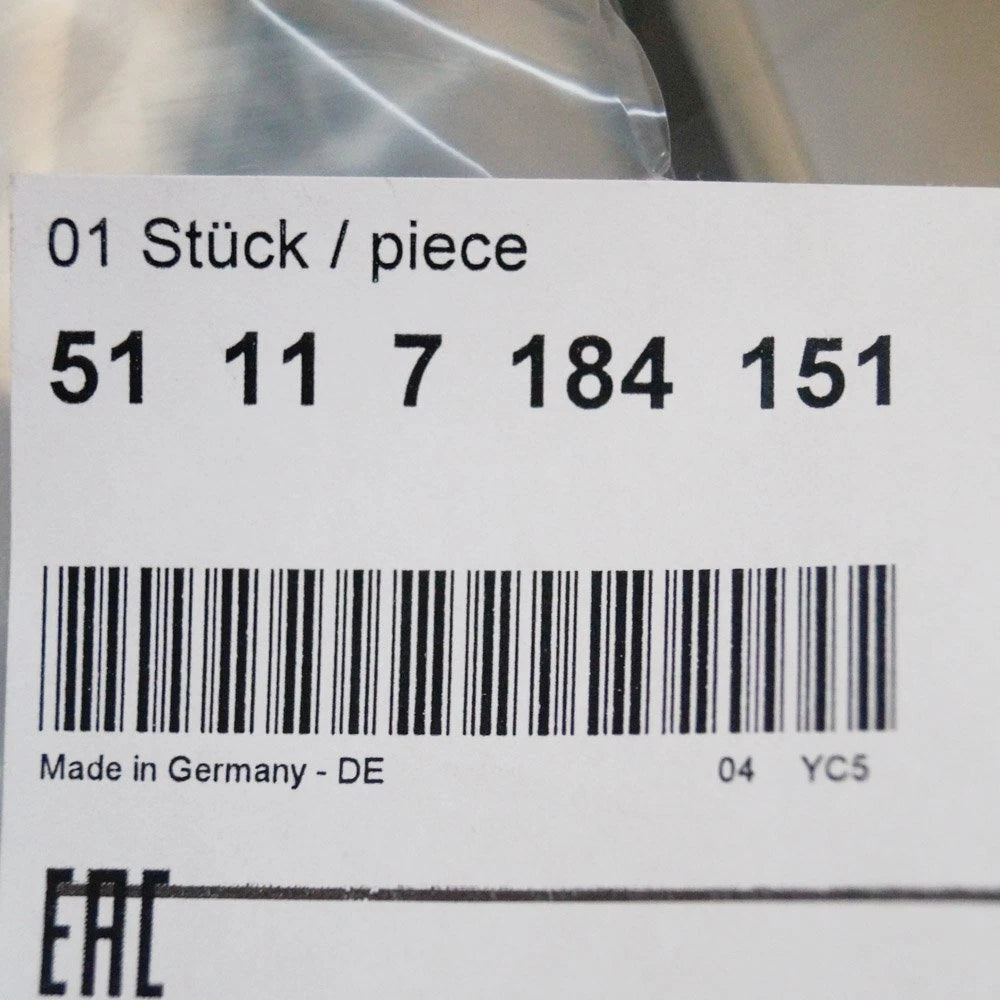 01 Stück / piece
51 11 7 184 151
Made in Germany - DE 04 YC5
EAC